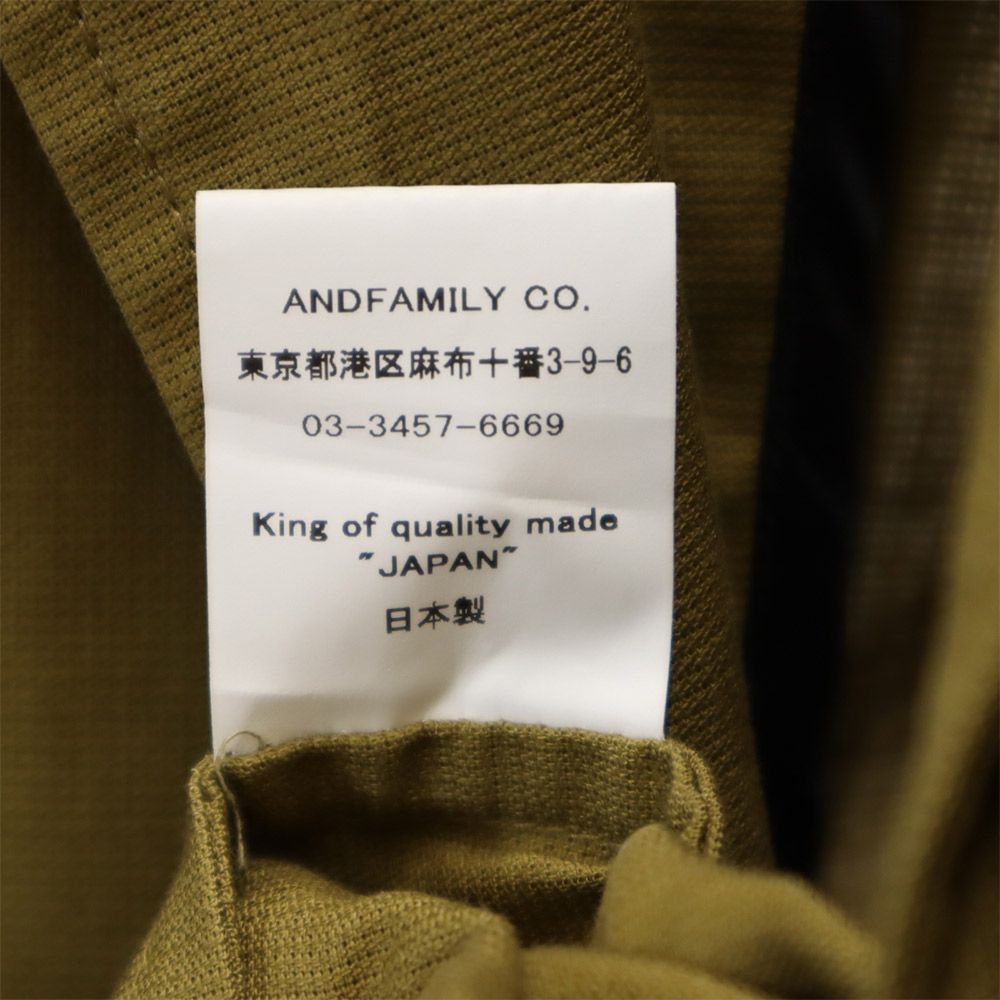 ANDFAMILY CO.
東京都港区麻布十番3-9-6
03-3457-6669
King of quality made
"JAPAN"
日本製